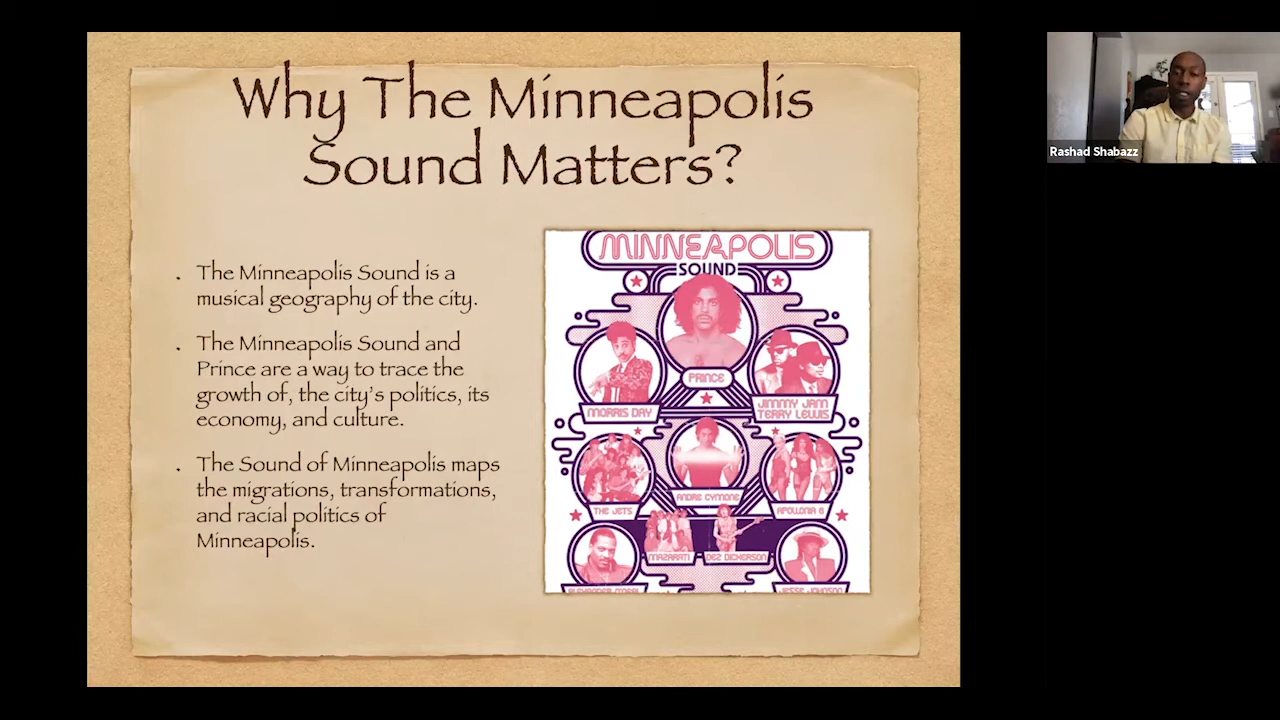 Why The Minneapolis
Sound Matters?
. The Minneapolis Sound is a
musical geography of the city.
. The Minneapolis Sound and
Prince are a way to trace the
growth of, the city's politics, its
economy, and culture.
. The Sound of Minneapolis maps
the migrations, transformations,
and racial politics of
Minneapolis.
MINNEAPOLIS
SOUND
PRINCE
MORRIS DAY
JIMMY JAM
TERRY LEWIS
THE JETS
ANDRE CYMONE
APOLLONIA 6
MAZARATI
DEZ DICKERSON
JESSE JOHNSON
Rashad Shabazz